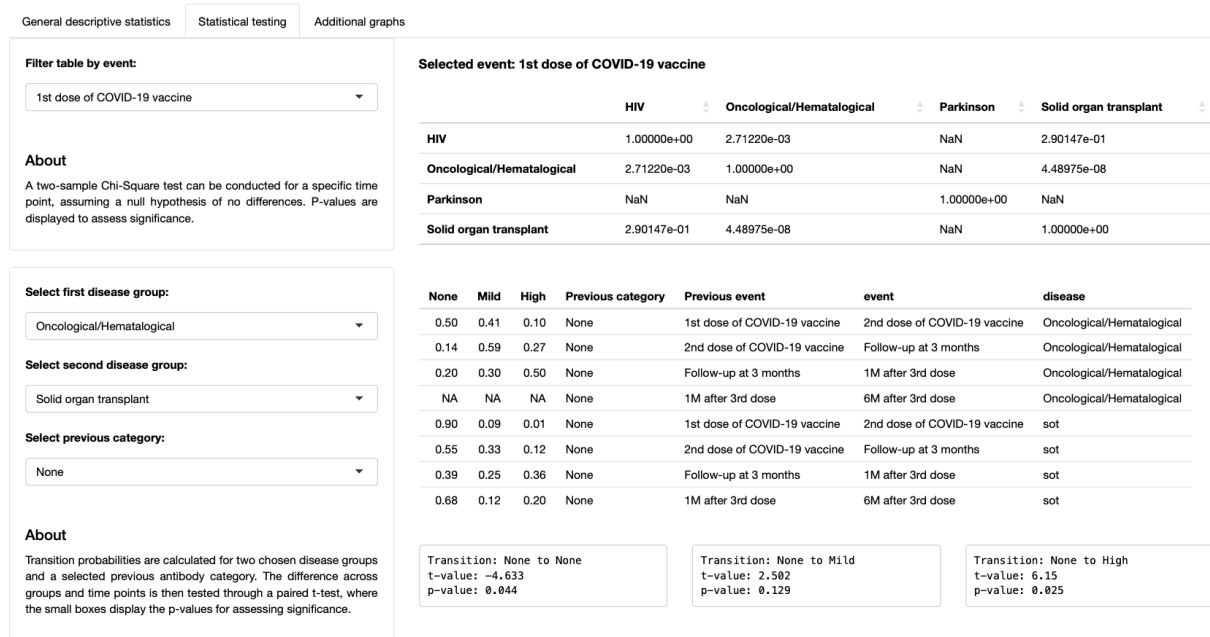 General descriptive statistics Statistical testing Additional graphs
Filter table by event:
1st dose of COVID-19 vaccine
About
A two-sample Chi-Square test can be conducted for a specific time
point, assuming a null hypothesis of no differences. P-values are
displayed to assess significance.
Selected event: 1st dose of COVID-19 vaccine
HIV Oncological/Hematalogical Parkinson Solid organ transplant
HIV 1.00000e+00 2.71220e-03 NaN 2.90147e-01
Oncological/Hematalogical 2.71220e-03 1.00000e+00 NaN 4.48975e-08
Parkinson NaN NaN 1.00000e+00 NaN
Solid organ transplant 2.90147e-01 4.48975e-08 NaN 1.00000e+00
Select first disease group:
Oncological/Hematalogical
Select second disease group:
Solid organ transplant
Select previous category:
None
About
Transition probabilities are calculated for two chosen disease groups
and a selected previous antibody category. The difference across
groups and time points is then tested through a paired t-test, where
the small boxes display the p-values for assessing significance.
None Mild High Previous category Previous event event disease
0.50 0.41 0.10 None 1st dose of COVID-19 vaccine 2nd dose of COVID-19 vaccine Oncological/Hematalogical
0.14 0.59 0.27 None 2nd dose of COVID-19 vaccine Follow-up at 3 months Oncological/Hematalogical
0.20 0.30 0.50 None Follow-up at 3 months 1M after 3rd dose Oncological/Hematalogical
NA NA NA None 1M after 3rd dose 6M after 3rd dose Oncological/Hematalogical
0.90 0.09 0.01 None 1st dose of COVID-19 vaccine 2nd dose of COVID-19 vaccine sot
0.55 0.33 0.12 None 2nd dose of COVID-19 vaccine Follow-up at 3 months sot
0.39 0.25 0.36 None Follow-up at 3 months 1M after 3rd dose sot
0.68 0.12 0.20 None 1M after 3rd dose 6M after 3rd dose sot
Transition: None to None
t-value: -4.633
p-value: 0.044
Transition: None to Mild
t-value: 2.502
p-value: 0.129
Transition: None to High
t-value: 6.15
p-value: 0.025